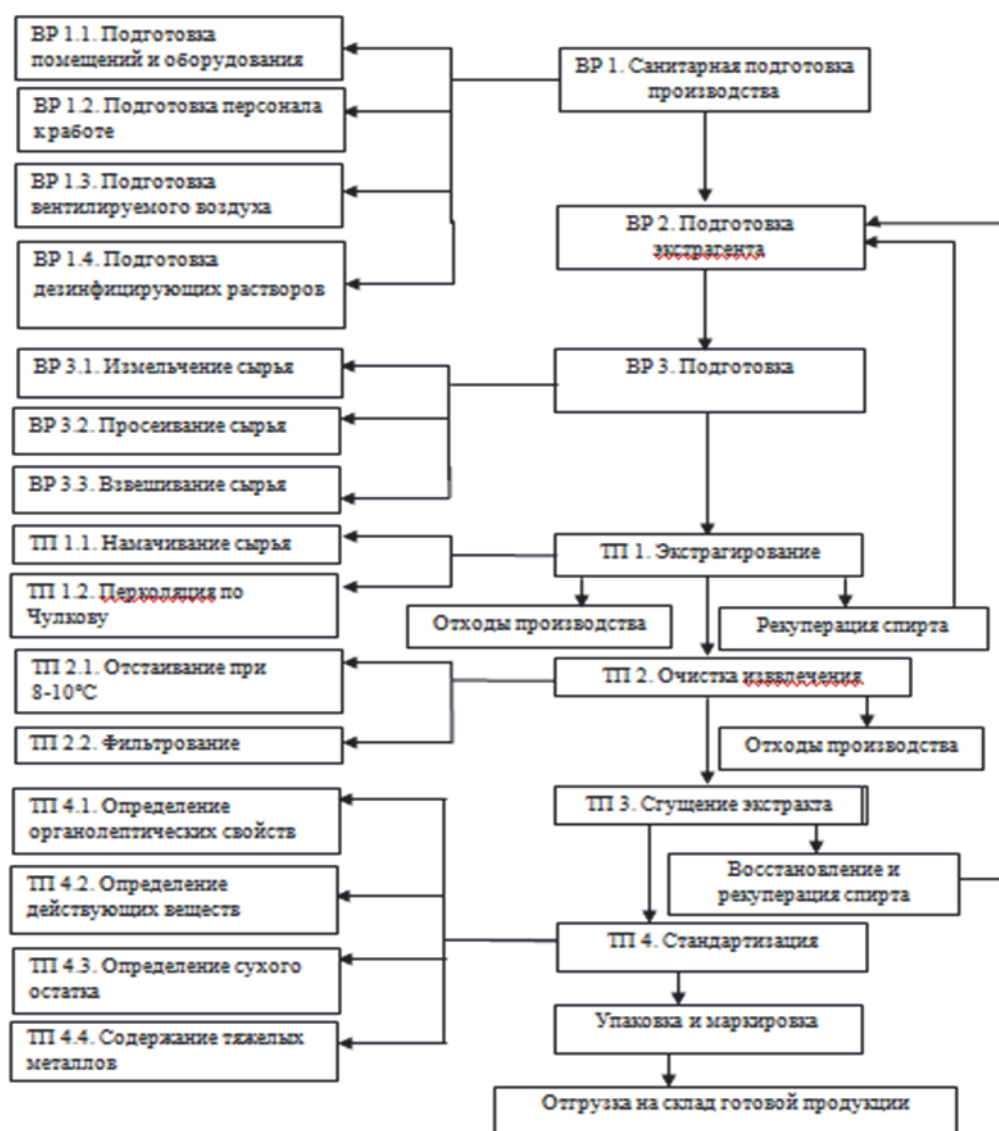 ВР 1.1. Подготовка
помещений и оборудования
ВР 1. Санитарная подготовка
производства
ВР 1.2. Подготовка персонала
к работе
ВР 1.3. Подготовка
вентилируемого воздуха
ВР 2. Подготовка
экстрагента
ВР 1.4. Подготовка
дезинфицирующих растворов
ВР 3.1. Измельчение сырья
ВР 3. Подготовка
ВР 3.2. Просеивание сырья
ВР 3.3. Взвешивание сырья
ТП 1.1. Намачивание сырья
ТП 1. Экстрагирование
ТП 1.2. Перколяция по
Чулкову
Отходы производства
Рекуперация спирта
ТП 2.1. Отстаивание при
8-10°С
ТП 2. Очистка изввлечения
ТП 2.2. Фильтрование
Отходы производства
ТП 4.1. Определение
органолептических свойств
ТП 3. Сгущение экстракта
ТП 4.2. Определение
действующих веществ
Восстановление и
рекуперация спирта
ТП 4. Стандартизация
ТП 4.3. Определение сухого
остатка
Упаковка и маркировка
ТП 4.4. Содержание тяжелых
металлов
Отгрузка на склад готовой продукции